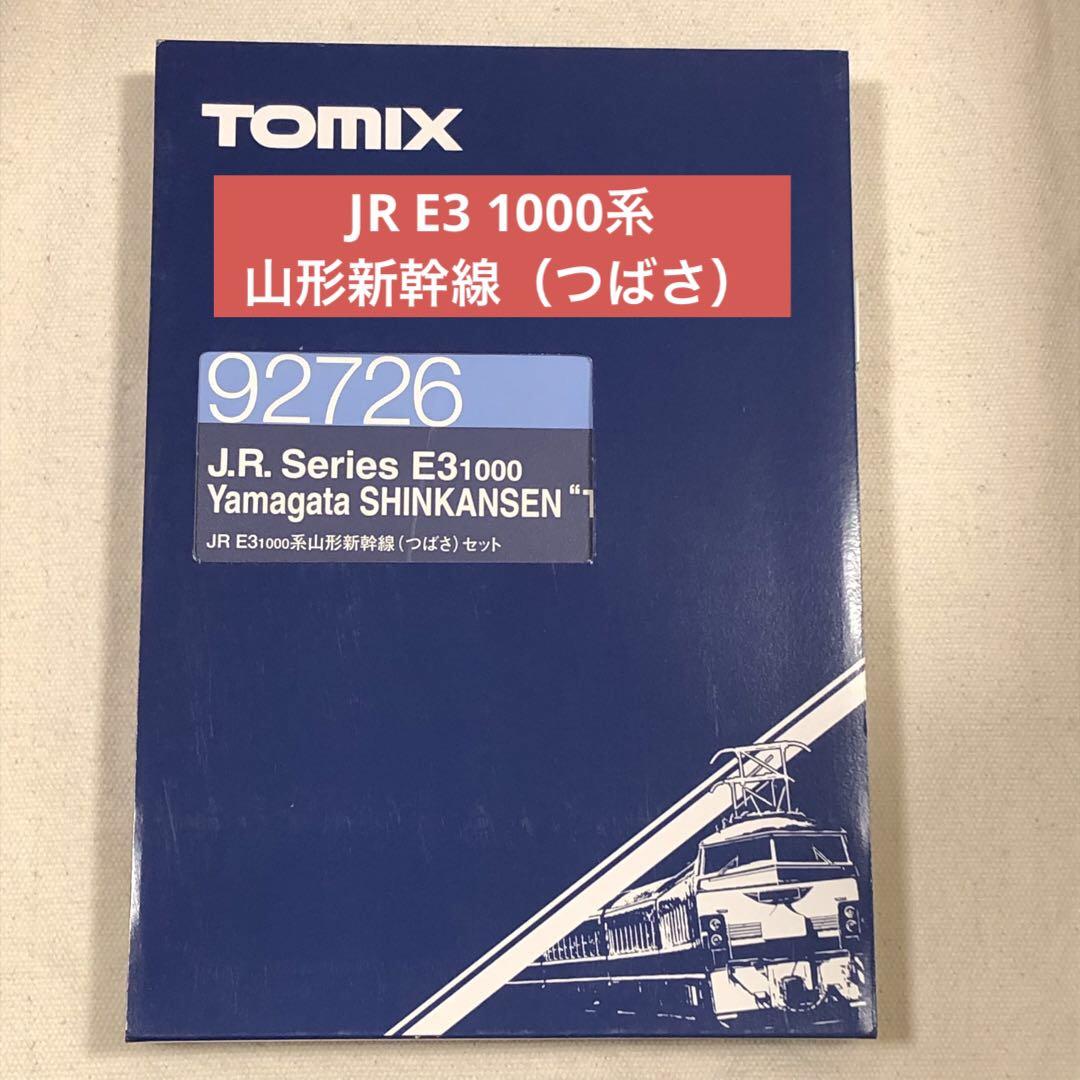 TOMIX
JR E3 1000系
山形新幹線（つばさ）
92726
J.R. Series E31000
Yamagata SHINKANSEN “T
JR E31000系山形新幹線（つばさ）セット